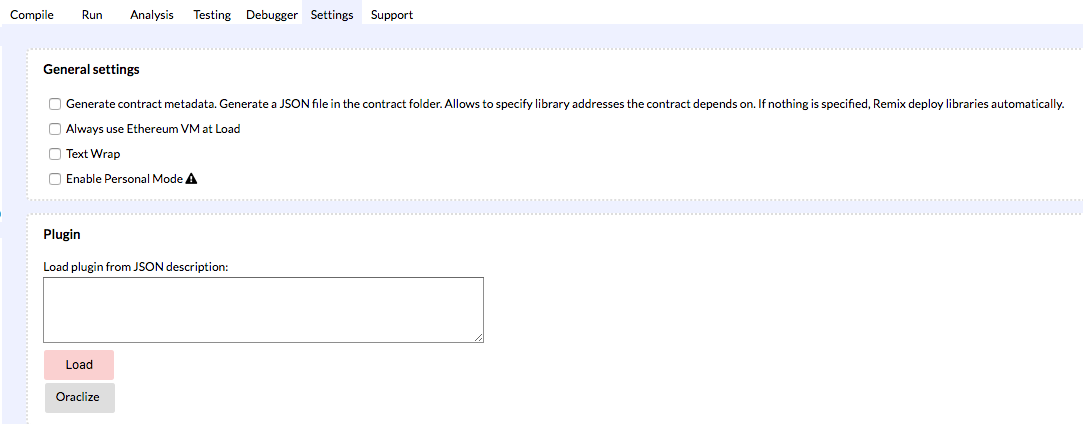 Compile Run Analysis Testing Debugger Settings Support
General settings
Generate contract metadata. Generate a JSON file in the contract folder. Allows to specify library addresses the contract depends on. If nothing is specified, Remix deploy libraries automatically.
Always use Ethereum VM at Load
Text Wrap
Enable Personal Mode
Plugin
Load plugin from JSON description:
Load
Oraclize